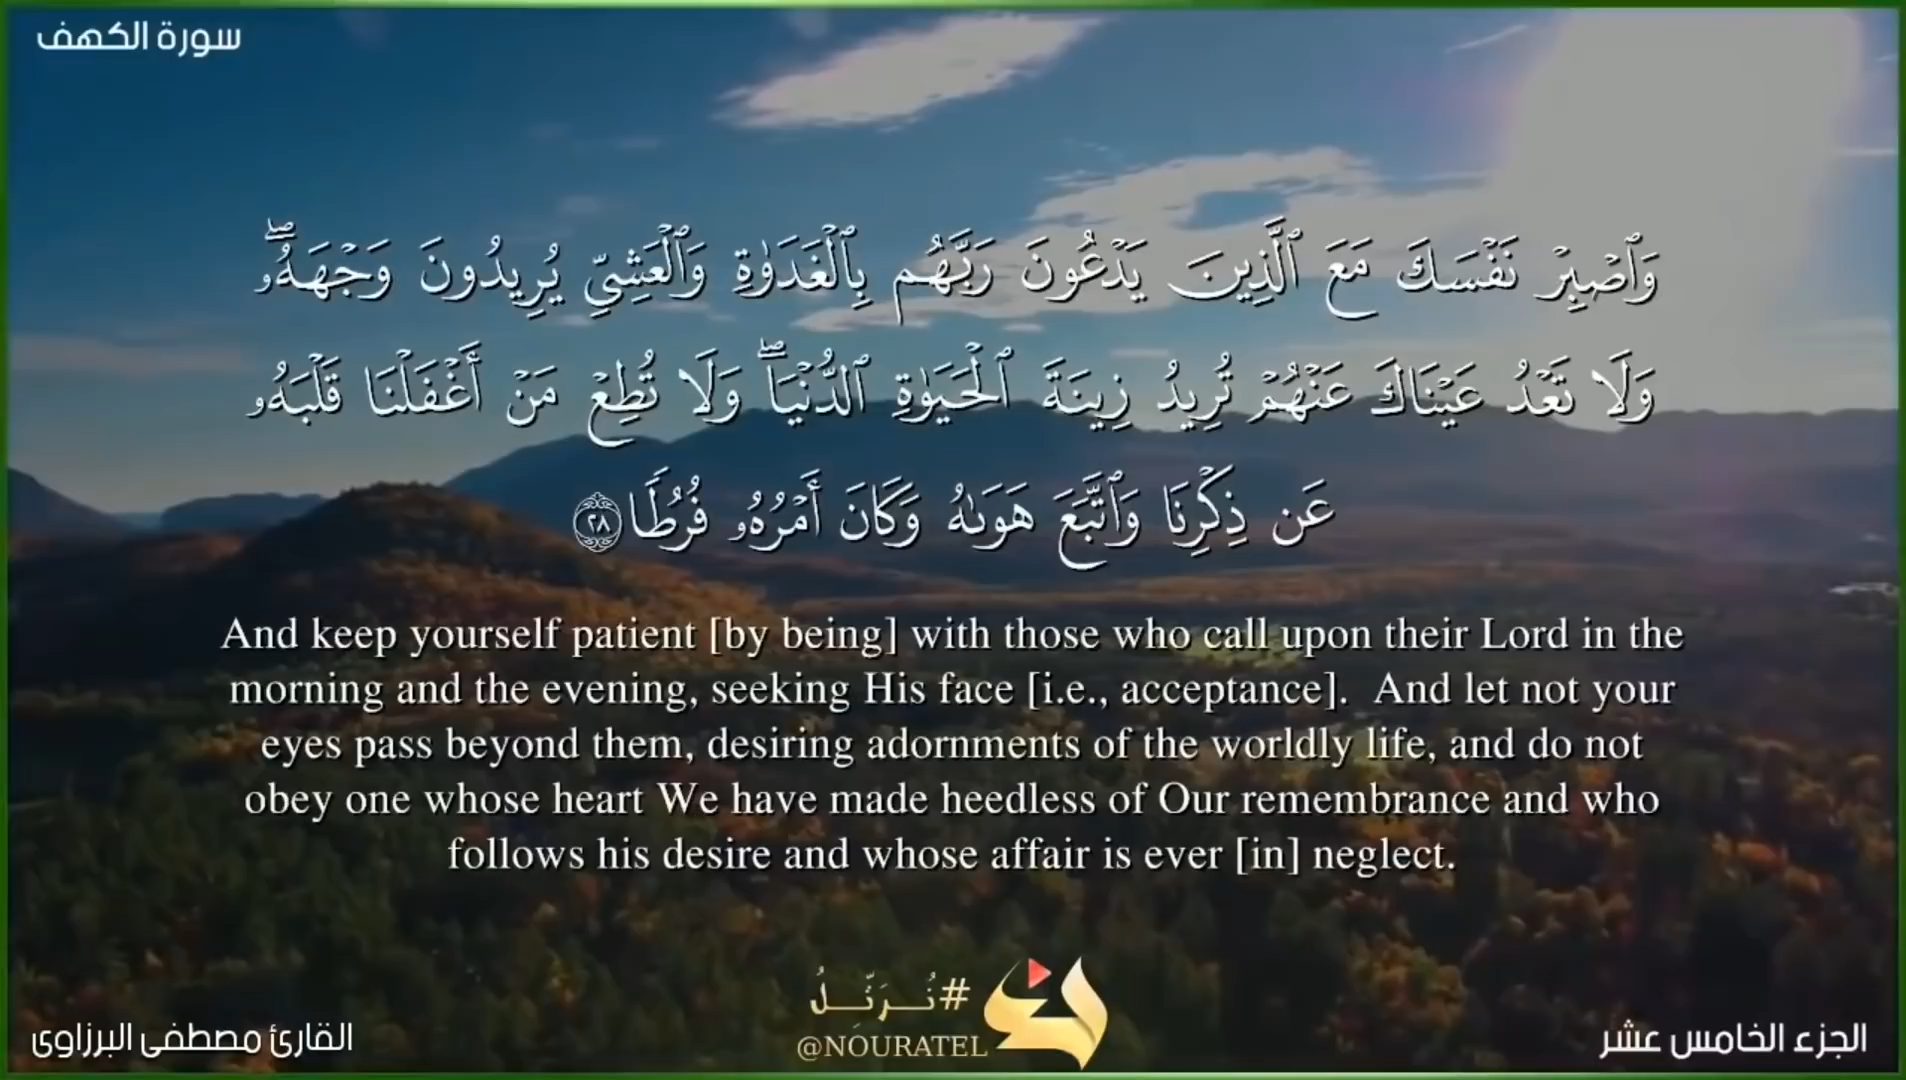 سورة الكهف
وَٱصْبِرْ نَفْسَكَ مَعَ ٱلَّذِينَ يَدْعُونَ رَبَّهُم بِٱلْغَدَوٰةِ وَٱلْعَشِىِّ يُرِيدُونَ وَجْهَهُۥ ۖ
وَلَا تَعْدُ عَيْنَاكَ عَنْهُمْ تُرِيدُ زِينَةَ ٱلْحَيَوٰةِ ٱلدُّنْيَا ۖ وَلَا تُطِعْ مَنْ أَغْفَلْنَا قَلْبَهُۥ
عَن ذِكْرِنَا وَٱتَّبَعَ هَوَىٰهُ وَكَانَ أَمْرُهُۥ فُرُطًا ٢٨
And keep yourself patient [by being] with those who call upon their Lord in the
morning and the evening, seeking His face [i.e., acceptance].  And let not your
eyes pass beyond them, desiring adornments of the worldly life, and do not
obey one whose heart We have made heedless of Our remembrance and who
follows his desire and whose affair is ever [in] neglect.
#نُرَتِّلُ
@NOURATEL
الجزء الخامس عشر
القارئ مصطفى البرزاوى